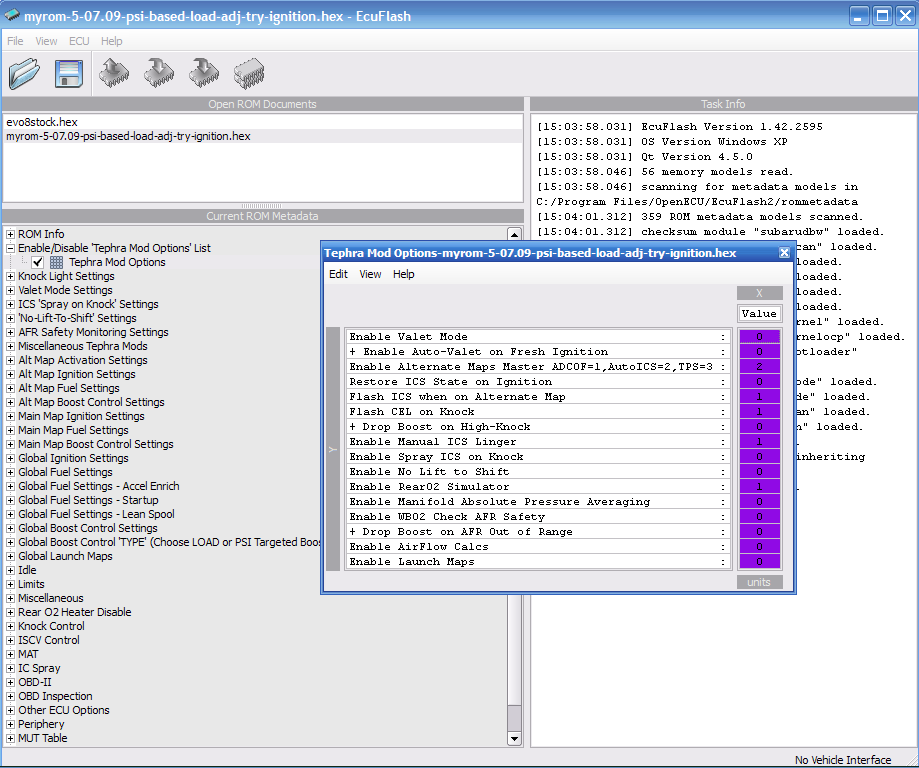 myrom-5-07.09-psi-based-load-adj-try-ignition.hex - EcuFlash
File View ECU Help
Open ROM Documents
evo8stock.hex
myrom-5-07.09-psi-based-load-adj-try-ignition.hex
Current ROM Metadata
ROM Info
Enable/Disable 'Tephra Mod Options' List
Tephra Mod Options
Knock Light Settings
Valet Mode Settings
ICS 'Spray on Knock' Settings
'No-Lift-To-Shift' Settings
AFR Safety Monitoring Settings
Miscellaneous Tephra Mods
Alt Map Activation Settings
Alt Map Ignition Settings
Alt Map Fuel Settings
Alt Map Boost Control Settings
Main Map Ignition Settings
Main Map Fuel Settings
Main Map Boost Control Settings
Global Ignition Settings
Global Fuel Settings
Global Fuel Settings - Accel Enrich
Global Fuel Settings - Startup
Global Fuel Settings - Lean Spool
Global Boost Control Settings
Global Boost Control 'TYPE' (Choose LOAD or PSI Targeted Boos
Global Launch Maps
Idle
Limits
Miscellaneous
Rear O2 Heater Disable
Knock Control
ISCV Control
MAT
IC Spray
OBD-II
OBD Inspection
Other ECU Options
Periphery
MUT Table
Task Info
[15:03:58.031] EcuFlash Version 1.42.2595
[15:03:58.031] OS Version Windows XP
[15:03:58.031] Qt Version 4.5.0
[15:03:58.046] 56 memory models read.
[15:03:58.046] scanning for metadata models in
C:/Program Files/OpenECU/EcuFlash2/rommetadata
[15:04:01.312] 359 ROM metadata models scanned.
[15:04:01.312] checksum module "subarudbw" loaded.
can" loaded.
loaded.
loaded.
loaded.
loaded.
rnel" loaded.
rnelocp" loaded.
otloader"
ode" loaded.
de" loaded.
an" loaded.
n" loaded.
inheriting
Tephra Mod Options-myrom-5-07.09-psi-based-load-adj-try-ignition.hex
Edit View Help
X
Value
Y
Enable Valet Mode : 0
+ Enable Auto-Valet on Fresh Ignition : 0
Enable Alternate Maps Master ADCOF=1,AutoICS=2,TPS=3 : 2
Restore ICS State on Ignition : 0
Flash ICS when on Alternate Map : 1
Flash CEL on Knock : 1
+ Drop Boost on High-Knock : 0
Enable Manual ICS Linger : 1
Enable Spray ICS on Knock : 0
Enable No Lift to Shift : 0
Enable RearO2 Simulator : 1
Enable Manifold Absolute Pressure Averaging : 0
Enable WBO2 Check AFR Safety : 0
+ Drop Boost on AFR Out of Range : 0
Enable AirFlow Calcs : 0
Enable Launch Maps : 0
units
No Vehicle Interface